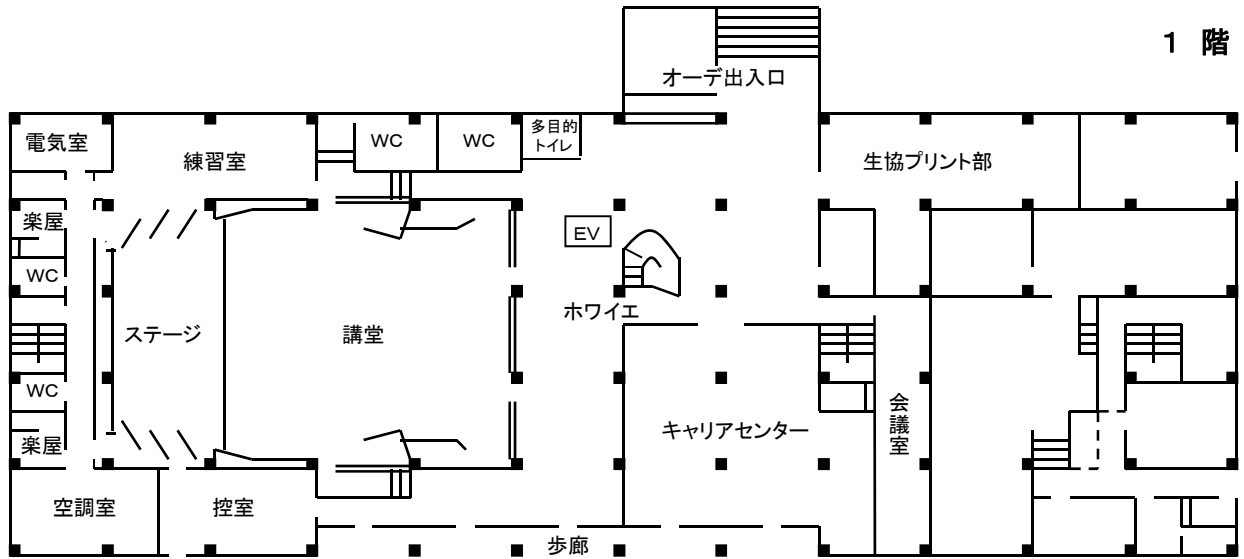 1 階
オーデ出入口
電気室
練習室
WC
WC
多目的
トイレ
生協プリント部
楽屋
EV
WC
ホワイエ
ステージ
講堂
WC
会議室
キャリアセンター
楽屋
空調室
控室
歩廊